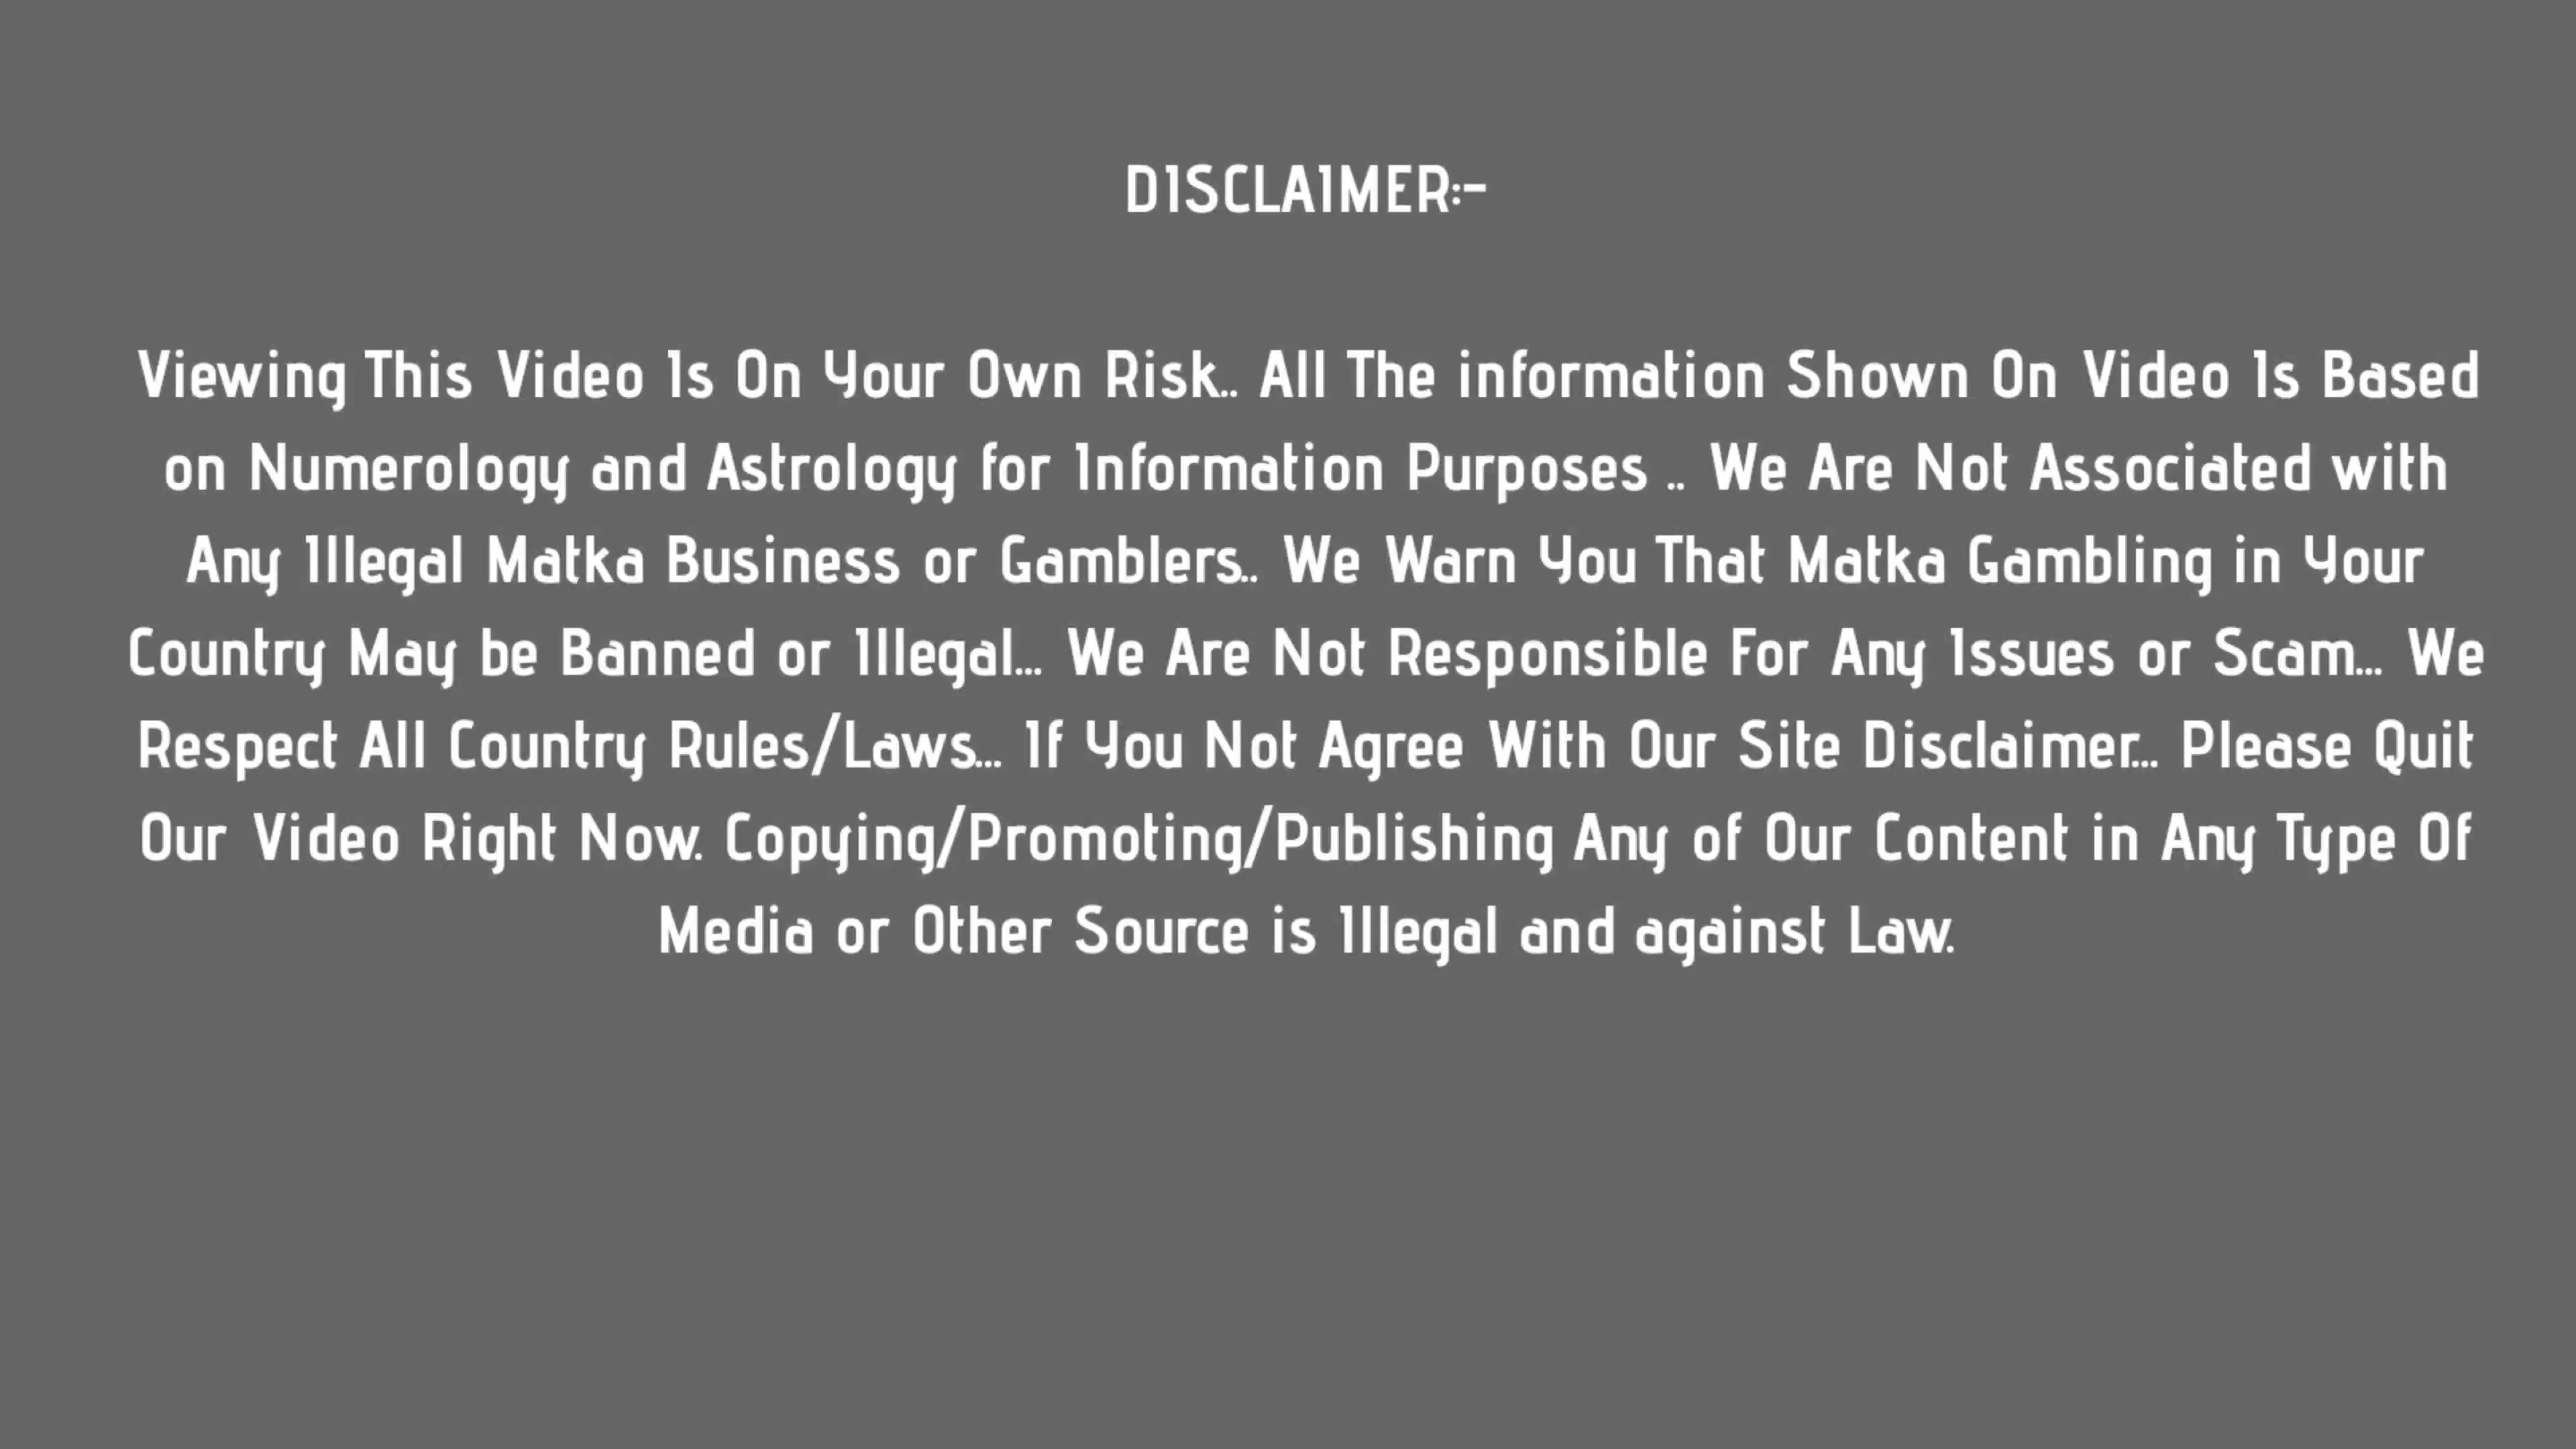 DISCLAIMER:-
Viewing This Video Is On Your Own Risk.. All The information Shown On Video Is Based
on Numerology and Astrology for Information Purposes .. We Are Not Associated with
Any Illegal Matka Business or Gamblers.. We Warn You That Matka Gambling in Your
Country May be Banned or Illegal... We Are Not Responsible For Any Issues or Scam... We
Respect All Country Rules/Laws... If You Not Agree With Our Site Disclaimer... Please Quit
Our Video Right Now. Copying/Promoting/Publishing Any of Our Content in Any Type Of
Media or Other Source is Illegal and against Law.